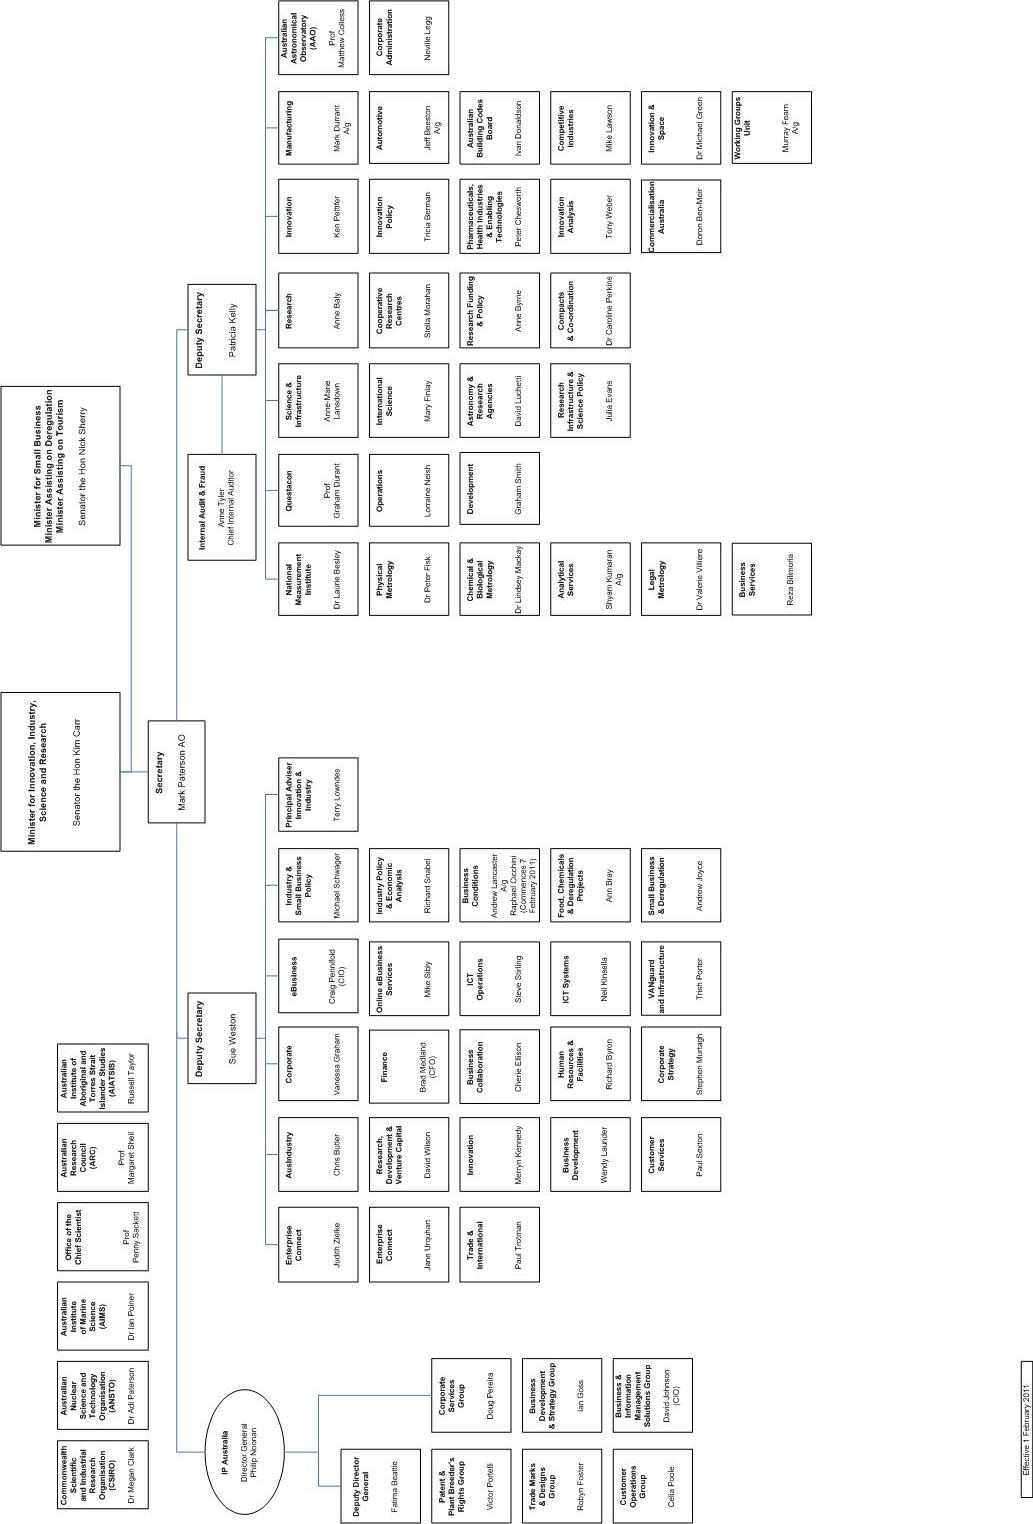 Minister for Innovation, Industry,
Science and Research
Senator the Hon Kim Carr
Minister for Small Business
Minister Assisting on Deregulation
Minister Assisting on Tourism
Senator the Hon Nick Sherry
Commonwealth
Scientific
and Industrial
Research
Organisation
(CSIRO)
Dr Megan Clark
Australian
Nuclear
Science and
Technology
Organisation
(ANSTO)
Dr Adi Paterson
Australian
Institute
of Marine
Science
(AIMS)
Dr Ian Poiner
Office of the
Chief Scientist
Prof
Penny Sackett
Australian
Research
Council
(ARC)
Prof
Margaret Sheil
Australian
Institute of
Aboriginal and
Torres Strait
Islander Studies
(AIATSIS)
Russell Taylor
Secretary
Mark Paterson AO
IP Australia
Director General
Philip Noonan
Deputy Secretary
Sue Weston
Internal Audit & Fraud
Anne Tyler
Chief Internal Auditor
Deputy Secretary
Patricia Kelly
Deputy Director
General
Fatima Beattie
Patent &
Plant Breeder's
Rights Group
Victor Portelli
Trade Marks
& Designs
Group
Robyn Foster
Customer
Operations
Group
Celia Poole
Corporate
Services
Group
Doug Pereira
Business
Development
& Strategy Group
Ian Goss
Business &
Information
Management
Solutions Group
David Johnson
(CIO)
Enterprise
Connect
Judith Zielke
Enterprise
Connect
Jane Urquhart
Trade &
International
Paul Trotman
AusIndustry
Chris Butler
Research,
Development &
Venture Capital
David Wilson
Innovation
Merryn Kennedy
Business
Development
Wendy Launder
Customer
Services
Paul Sexton
Corporate
Vanessa Graham
Finance
Brad Medland
(CFO)
Business
Collaboration
Cherie Ellison
Human
Resources &
Facilities
Richard Byron
Corporate
Strategy
Stephen Murtagh
eBusiness
Craig Pennifold
(CIO)
Online eBusiness
Services
Mike Sibly
ICT
Operations
Steve Stirling
ICT Systems
Neil Kinsella
VANguard
and Infrastructure
Trish Porter
Industry &
Small Business
Policy
Michael Schwager
Industry Policy
& Economic
Analysis
Richard Snabel
Business
Conditions
Andrew Lancaster
A/g
Raphael Cicchini
(Commences 7
February 2011)
Food, Chemicals
& Deregulation
Projects
Ann Bray
Small Business
& Deregulation
Andrew Joyce
Principal Adviser
Innovation &
Industry
Terry Lowndes
National
Measurement
Institute
Dr Laurie Besley
Physical
Metrology
Dr Peter Fisk
Chemical &
Biological
Metrology
Dr Lindsey Mackay
Analytical
Services
Shyam Kumaran
A/g
Legal
Metrology
Dr Valerie Villiere
Business
Services
Reza Bilimoria
Questacon
Prof
Graham Durant
Operations
Lorraine Neish
Development
Graham Smith
Science &
Infrastructure
Anne-Marie
Lansdown
International
Science
Mary Finlay
Astronomy &
Research
Agencies
David Luchetti
Research
Infrastructure &
Science Policy
Julia Evans
Research
Anne Baly
Cooperative
Research
Centres
Stella Morahan
Research Funding
& Policy
Anne Byrne
Compacts
& Co-ordination
Dr Caroline Perkins
Innovation
Ken Pettifer
Innovation
Policy
Tricia Berman
Pharmaceuticals,
Health Industries
& Enabling
Technologies
Peter Chesworth
Innovation
Analysis
Tony Weber
Commercialisation
Australia
Doron Ben-Meir
Manufacturing
Mark Durrant
A/g
Automotive
Jeff Beeston
A/g
Australian
Building Codes
Board
Ivan Donaldson
Competitive
Industries
Mike Lawson
Innovation &
Space
Dr Michael Green
Working Groups
Unit
Murray Fearn
A/g
Australian
Astronomical
Observatory
(AAO)
Prof
Matthew Colless
Corporate
Administration
Neville Legg
Effective 1 February 2011